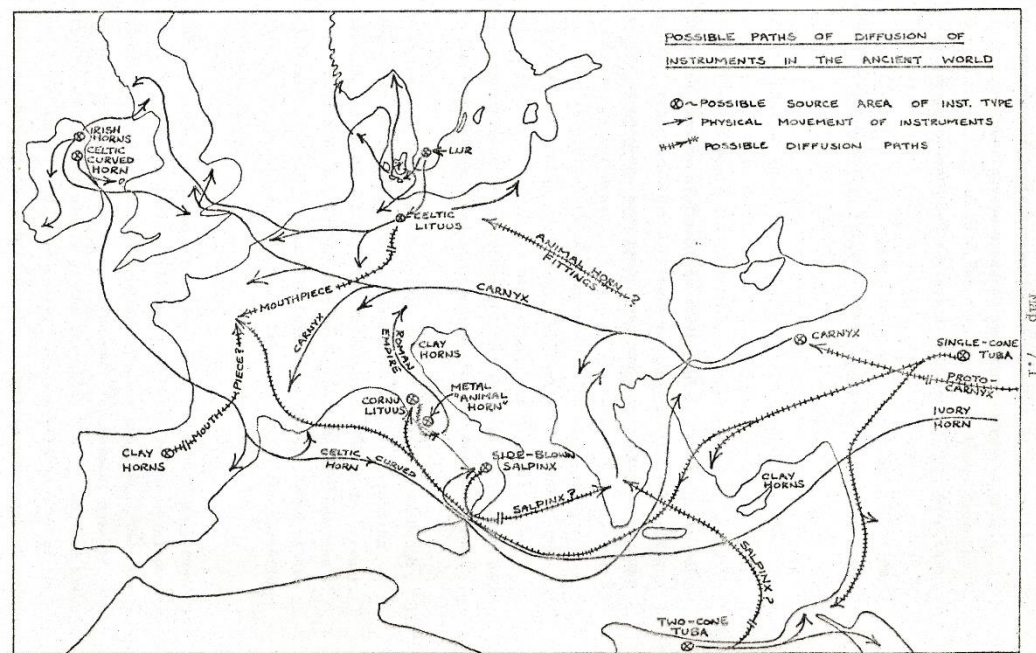 POSSIBLE PATHS OF DIFFUSION OF
INSTRUMENTS IN THE ANCIENT WORLD
POSSIBLE SOURCE AREA OF INST. TYPE
PHYSICAL MOVEMENT OF INSTRUMENTS
POSSIBLE DIFFUSION PATHS
IRISH
HORNS
CELTIC
CURVED
HORN
LUR
CELTIC
LITUUS
ANIMAL HORN
FITTINGS
?
MOUTHPIECE
CARNYX
CARNYX
ROMAN
EMPIRE
CLAY
HORNS
CARNYX
SINGLE-CONE
TUBA
PROTO-
CARNYX
Map 7.1
IVORY
HORN
MOUTHPIECE?
CORNU
LITUUS
METAL
"ANIMAL
HORN"
CLAY
HORNS
CELTIC
HORN
CURVED
SIDE-BLOWN
SALPINX
CLAY
HORNS
SALPINX?
SALPINX?
TWO-CONE
TUBA